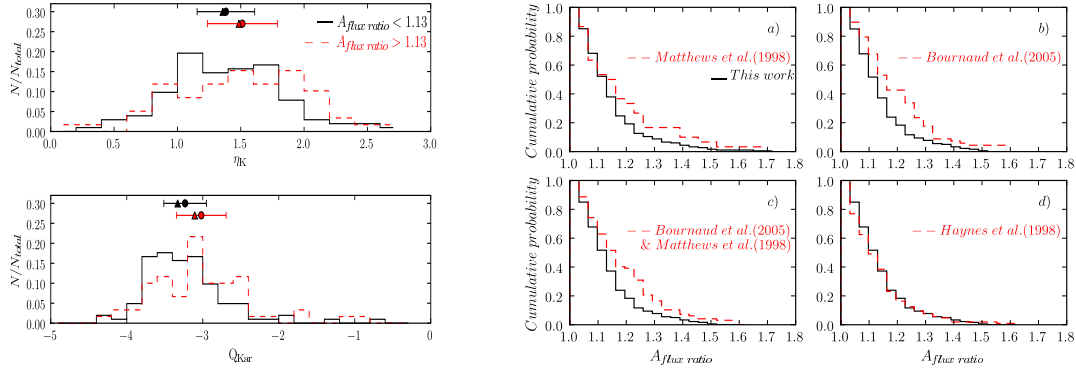 0.30
0.25
0.20
0.15
0.10
0.05
0.00
N/N_total
A_flux ratio < 1.13
A_flux ratio > 1.13
0.0 0.5 1.0 1.5 2.0 2.5 3.0
η_K
0.30
0.25
0.20
0.15
0.10
0.05
0.00
N/N_total
−5 −4 −3 −2 −1 0
Q_Kar
Cumulative probability
1.0
0.8
0.6
0.4
0.2
0.0
a)
Matthews et al.(1998)
This work
1.0 1.1 1.2 1.3 1.4 1.5 1.6 1.7 1.8
1.0
0.8
0.6
0.4
0.2
0.0
b)
Bournaud (2005)
1.0 1.1 1.2 1.3 1.4 1.5 1.6 1.7 1.8
Cumulative probability
1.0
0.8
0.6
0.4
0.2
0.0
c)
Bournaud et al.(2005)
& Matthews et al.(1998)
1.0 1.1 1.2 1.3 1.4 1.5 1.6 1.7 1.8
A_flux ratio
1.0
0.8
0.6
0.4
0.2
0.0
d)
Haynes et al.(1998)
1.0 1.1 1.2 1.3 1.4 1.5 1.6 1.7 1.8
A_flux ratio